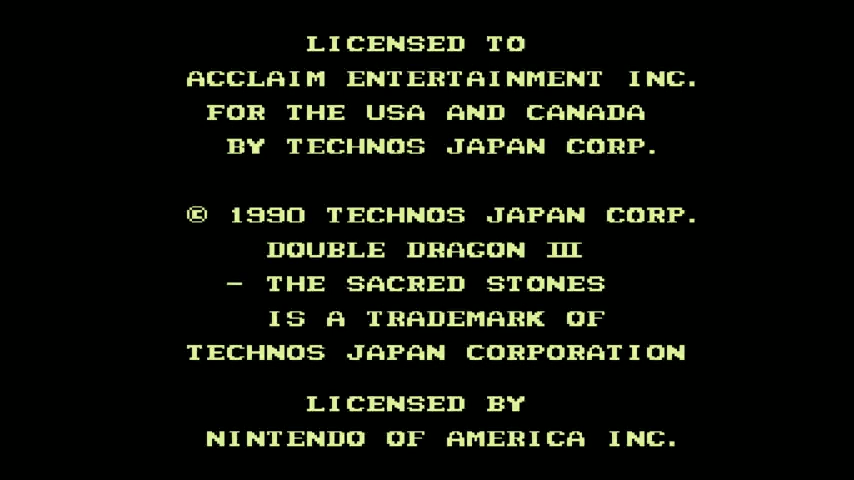 LICENSED TO
ACCLAIM ENTERTAINMENT INC.
FOR THE USA AND CANADA
BY TECHNOS JAPAN CORP.
© 1990 TECHNOS JAPAN CORP.
DOUBLE DRAGON III
- THE SACRED STONES
IS A TRADEMARK OF
TECHNOS JAPAN CORPORATION
LICENSED BY
NINTENDO OF AMERICA INC.